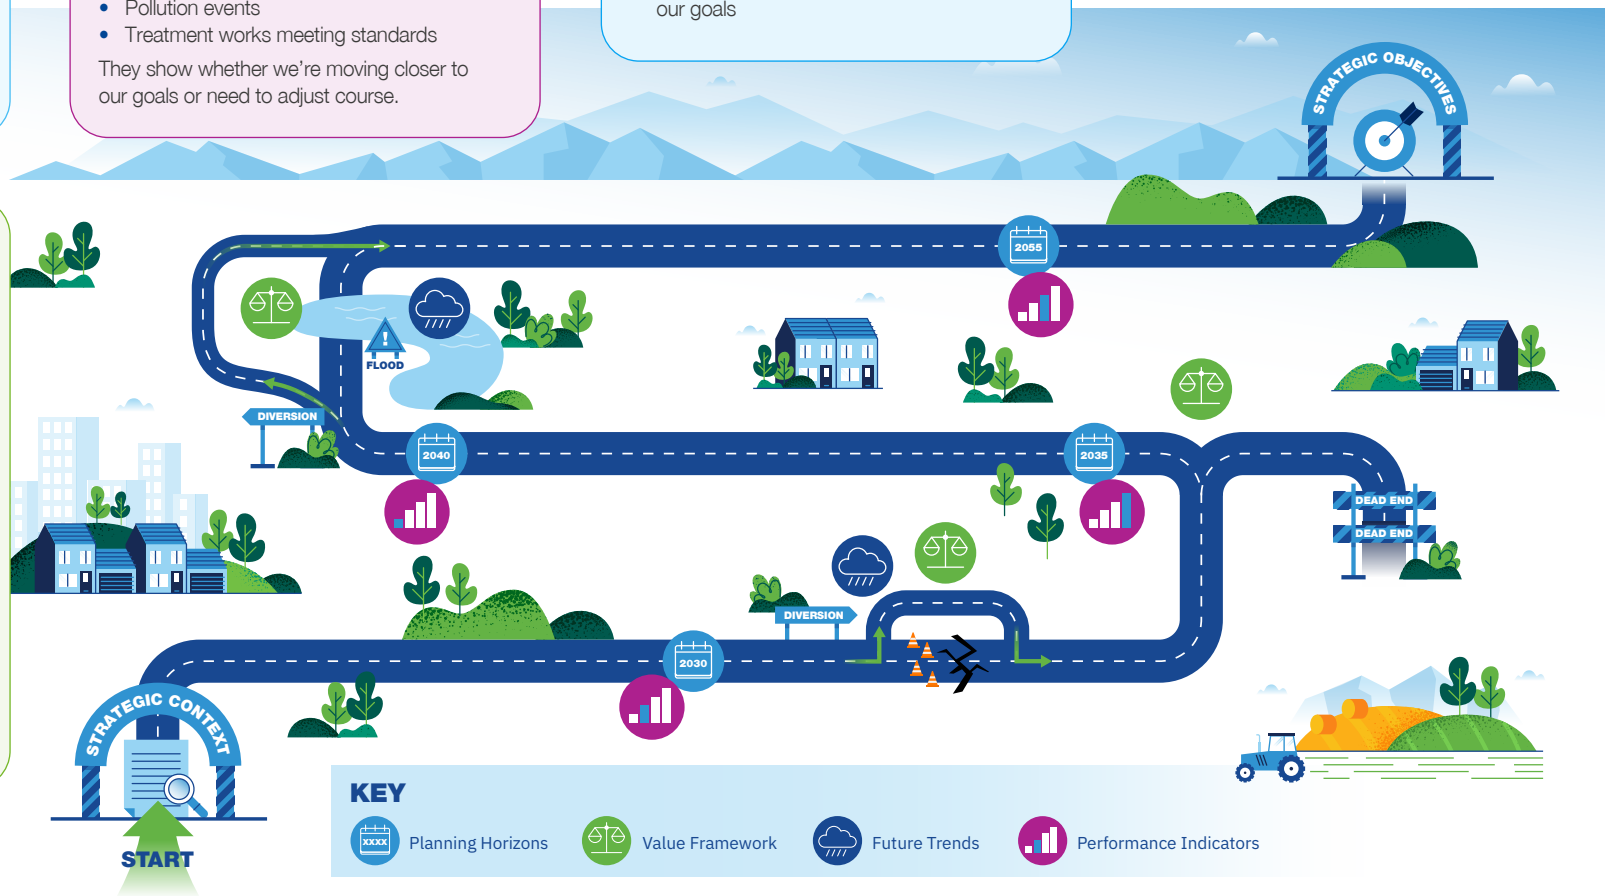 • Pollution events
• Treatment works meeting standards
They show whether we're moving closer to
our goals or need to adjust course.
our goals
STRATEGIC OBJECTIVES
2055
FLOOD
DIVERSION
2040
2035
DEAD END
DEAD END
DIVERSION
2030
STRATEGIC CONTEXT
START
KEY
XXXX
Planning Horizons
Value Framework
Future Trends
Performance Indicators